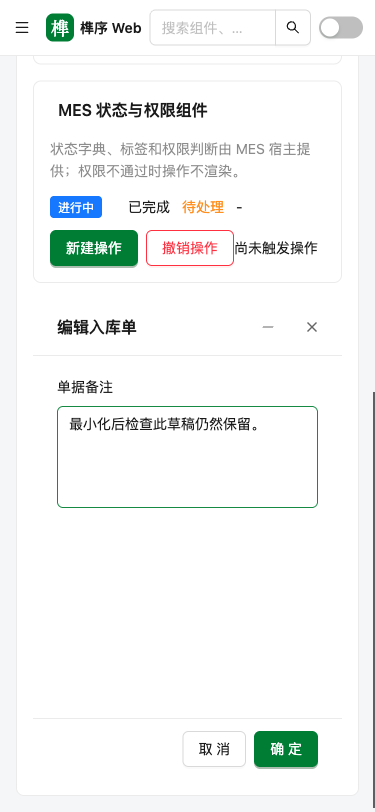 榫 榫序 Web 搜索组件、...
MES 状态与权限组件
状态字典、标签和权限判断由 MES 宿主提
供；权限不通过时操作不渲染。
进行中 已完成 待处理 -
新建操作 撤销操作 尚未触发操作
编辑入库单
单据备注
最小化后检查此草稿仍然保留。
取 消 确 定